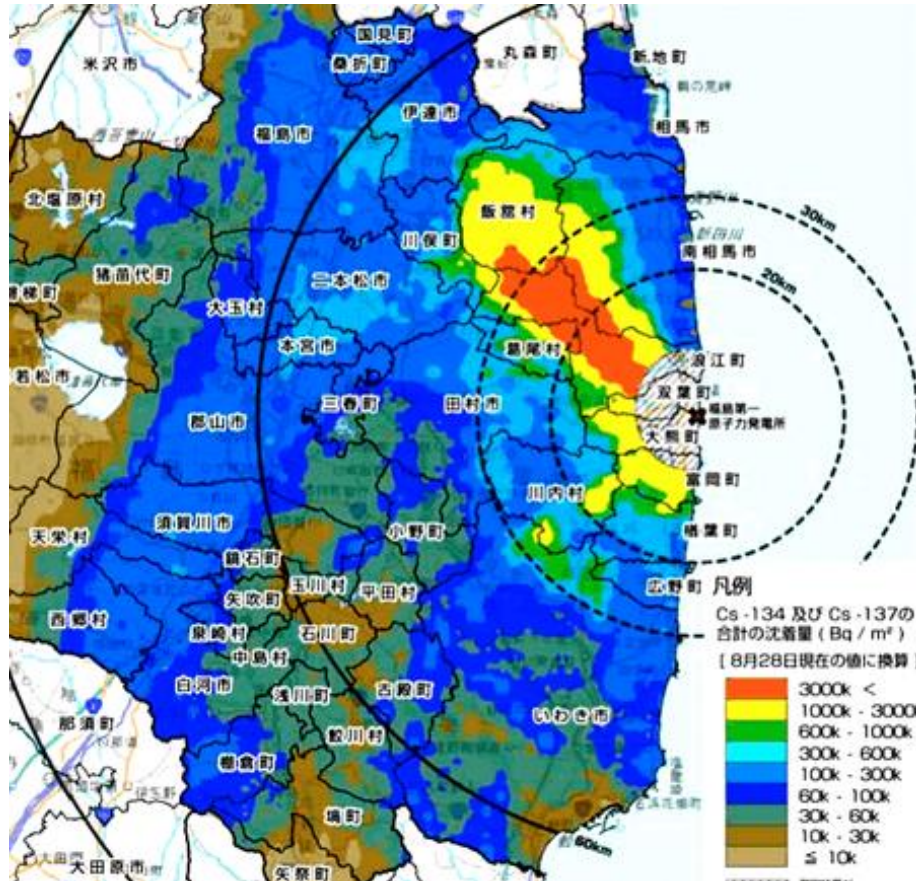 国見町
丸森町
米沢市
桑折町
新地町
伊達市
福島市
相馬市
北塩原村
飯舘村
30km
川俣町
南相馬市
猪苗代町
二本松市
20km
大玉村
本宮市
葛尾村
浪江町
若松市
双葉町
三春町
田村市
福島第一
原子力発電所
郡山市
大熊町
富岡町
川内村
須賀川市
楢葉町
天栄村
小野町
鏡石町
玉川村
平田村
広野町
矢吹町
西郷村
泉崎村
石川町
中島村
白河市
浅川町
古殿町
いわき市
那須町
鮫川村
棚倉町
塙町
60km
大田原市
矢祭町
凡例
Cs -134 及び Cs -137の
合計の沈着量 ( Bq / m² )
[ 8月28日現在の値に換算 ]
3000k <
1000k - 3000
600k - 1000k
300k - 600k
100k - 300k
60k - 100k
30k - 60k
10k - 30k
≦ 10k